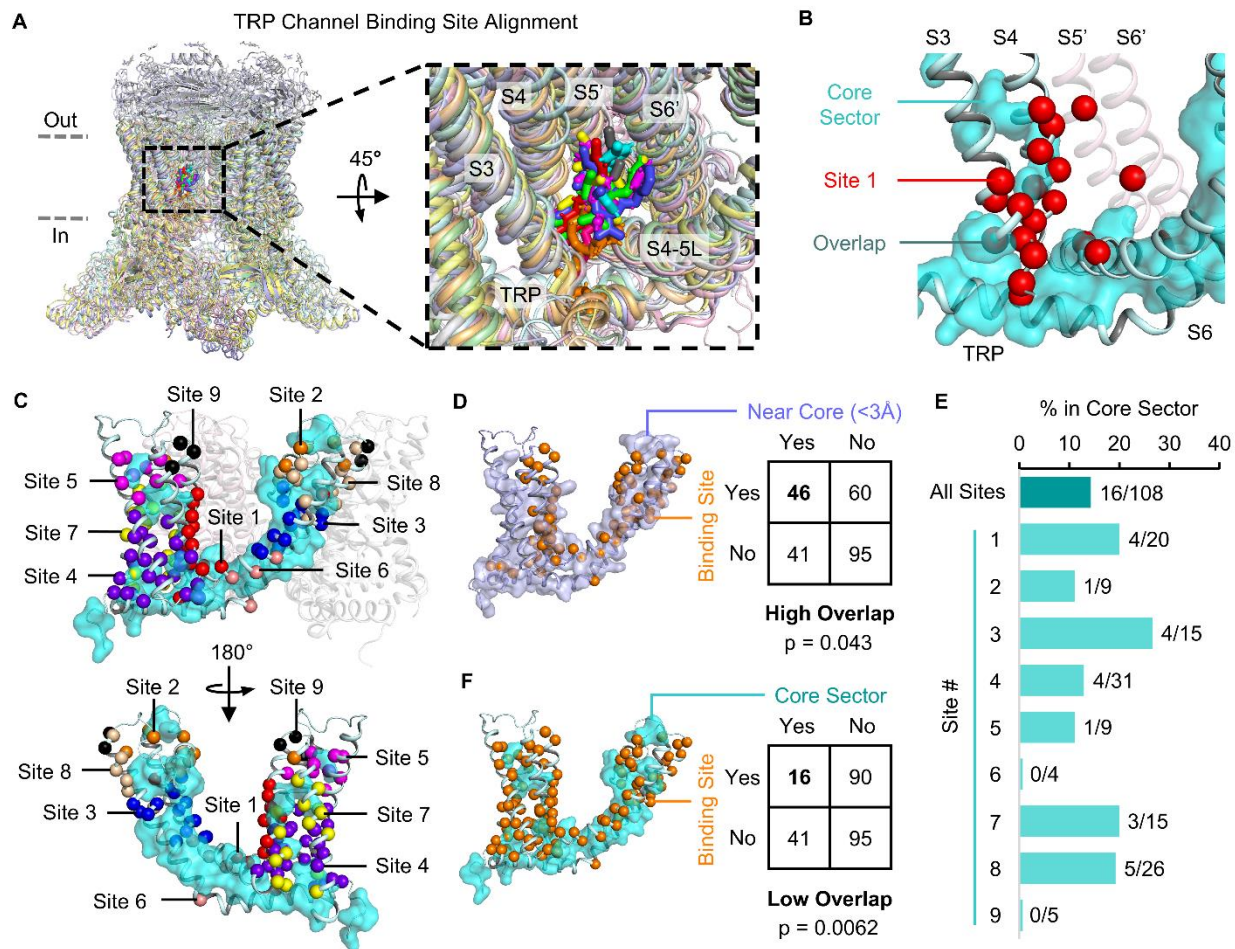 A
TRP Channel Binding Site Alignment
Out
In
45°
S3
S4
S5'
S6'
S4-5L
TRP
B
S3
S4
S5'
S6'
Core
Sector
Site 1
Overlap
TRP
S6
C
Site 9
Site 2
Site 5
Site 8
Site 7
Site 1
Site 3
Site 4
Site 6
180°
Site 2
Site 9
Site 5
Site 8
Site 1
Site 7
Site 3
Site 4
Site 6
D
Near Core (<3Å)
Yes No
Binding Site
Yes 46 60
No 41 95
High Overlap
p = 0.043
F
Core Sector
Yes No
Binding Site
Yes 16 90
No 41 95
Low Overlap
p = 0.0062
E
% in Core Sector
0 10 20 30 40
All Sites 16/108
Site #
1 4/20
2 1/9
3 4/15
4 4/31
5 1/9
6 0/4
7 3/15
8 5/26
9 0/5